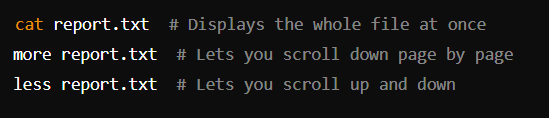 cat report.txt  # Displays the whole file at once
more report.txt  # Lets you scroll down page by page
less report.txt  # Lets you scroll up and down